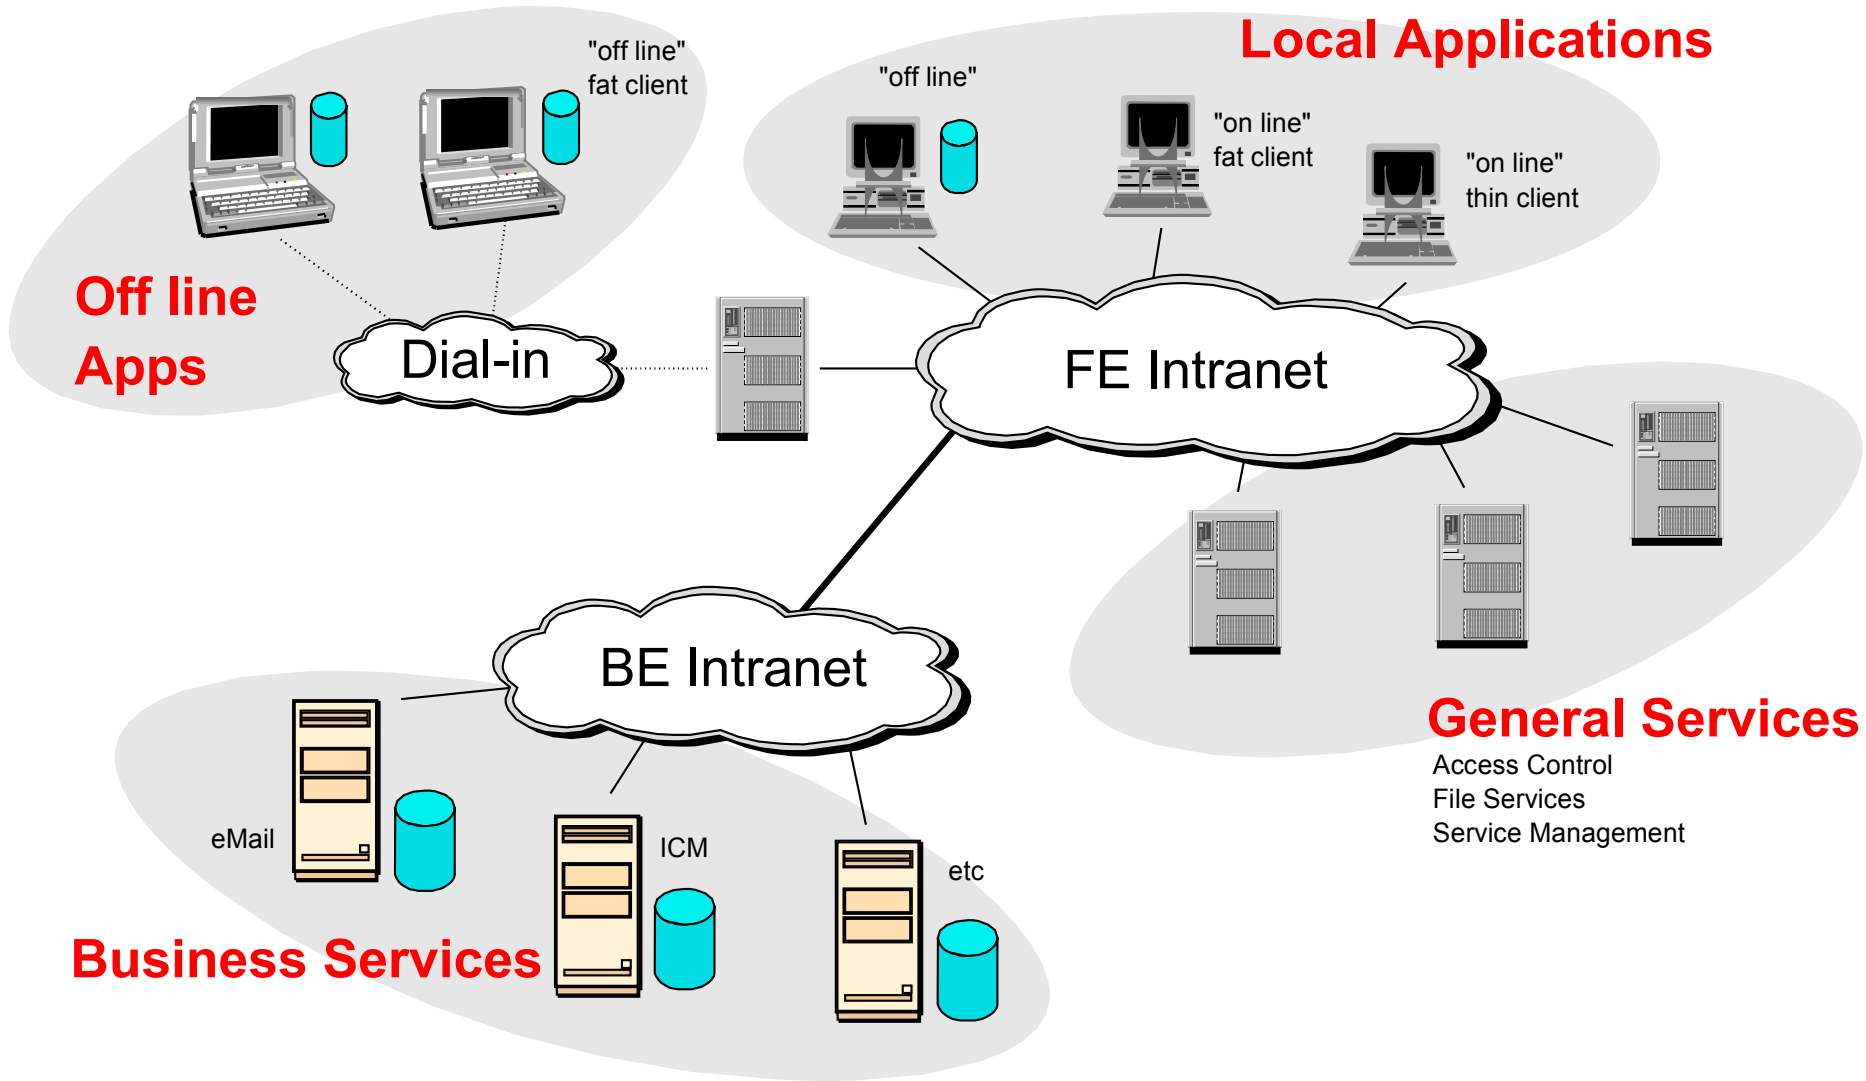 "off line"
fat client
Local Applications
"off line"
"on line"
fat client
"on line"
thin client
Off line
Apps
Dial-in
FE Intranet
BE Intranet
General Services
Access Control
File Services
Service Management
eMail
ICM
etc
Business Services